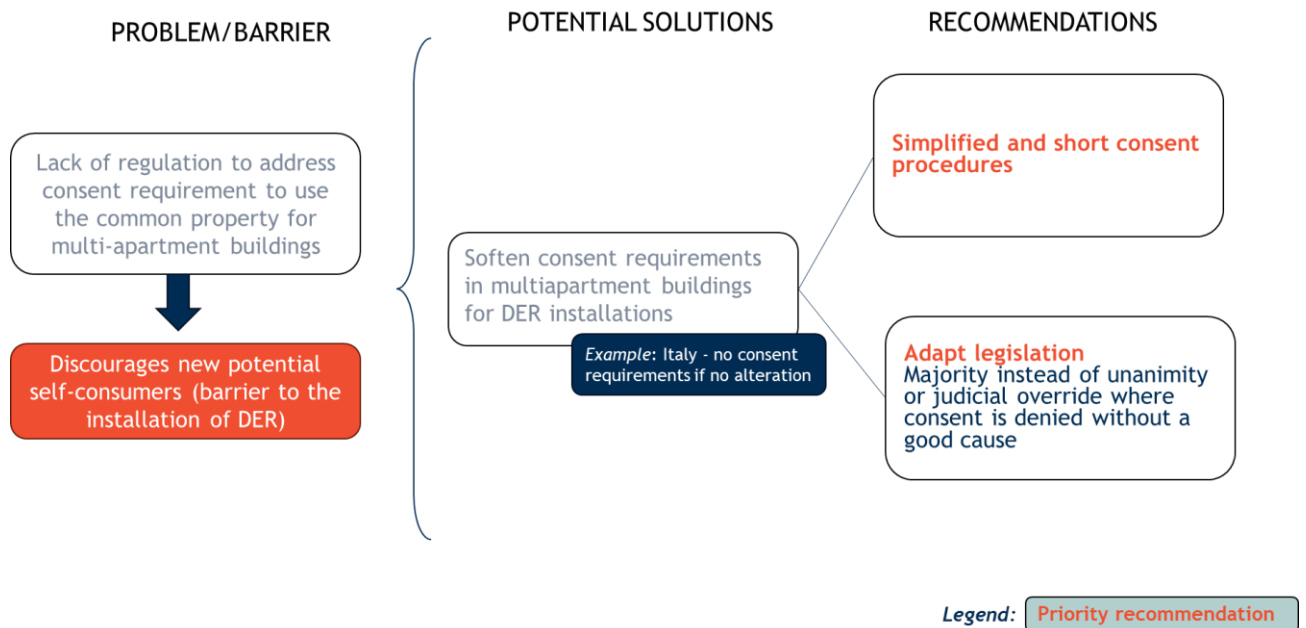 PROBLEM/BARRIER
POTENTIAL SOLUTIONS
RECOMMENDATIONS
Lack of regulation to address
consent requirement to use
the common property for
multi-apartment buildings
Discourages new potential
self-consumers (barrier to the
installation of DER)
Soften consent requirements
in multiapartment buildings
for DER installations
Example: Italy - no consent
requirements if no alteration
Simplified and short consent
procedures
Adapt legislation
Majority instead of unanimity
or judicial override where
consent is denied without a
good cause
Legend: Priority recommendation